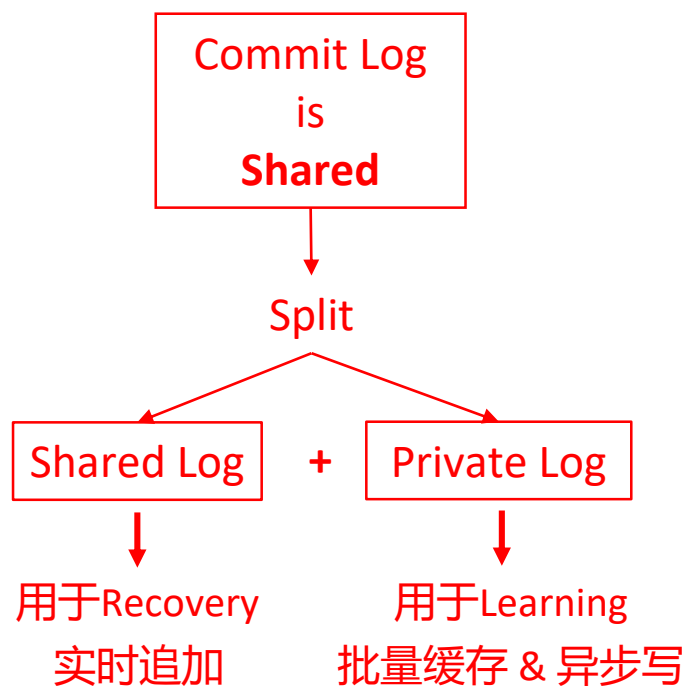 Commit Log
is
Shared
Split
Shared Log + Private Log
用于Recovery
实时追加
用于Learning
批量缓存 & 异步写